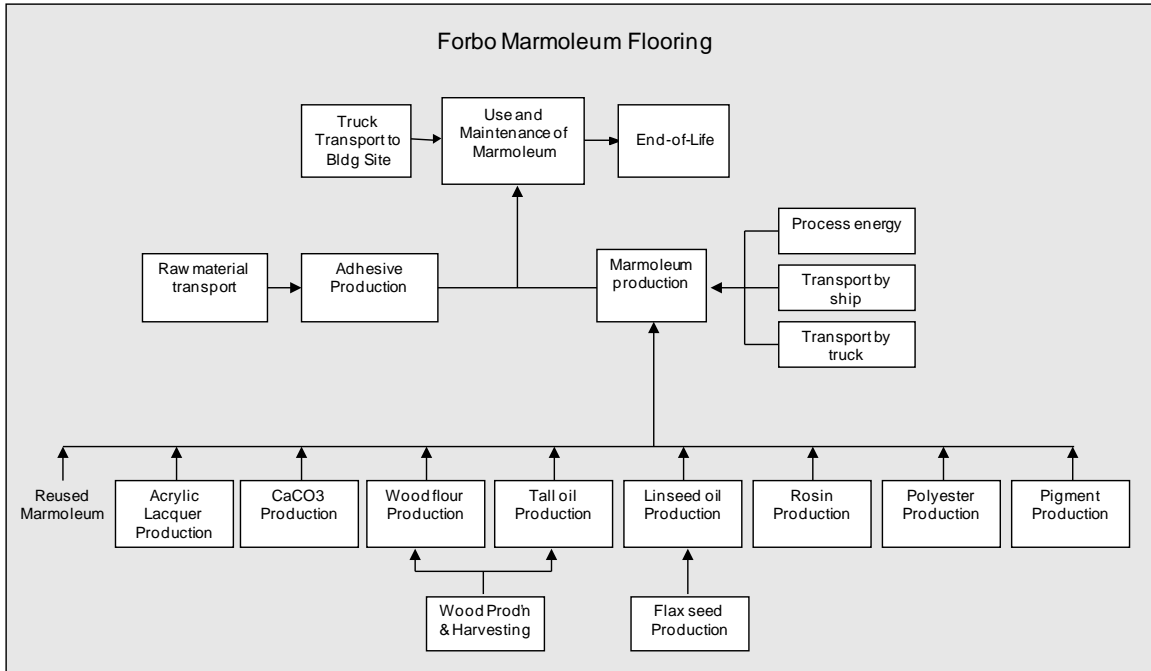 Forbo Marmoleum Flooring
Truck
Transport to
Bldg Site
Use and
Maintenance of
Marmoleum
End-of-Life
Raw material
transport
Adhesive
Production
Marmoleum
production
Process energy
Transport by
ship
Transport by
truck
Reused
Marmoleum
Acrylic
Lacquer
Production
CaCO3
Production
Wood flour
Production
Tall oil
Production
Linseed oil
Production
Rosin
Production
Polyester
Production
Pigment
Production
Wood Prod'n
& Harvesting
Flax seed
Production